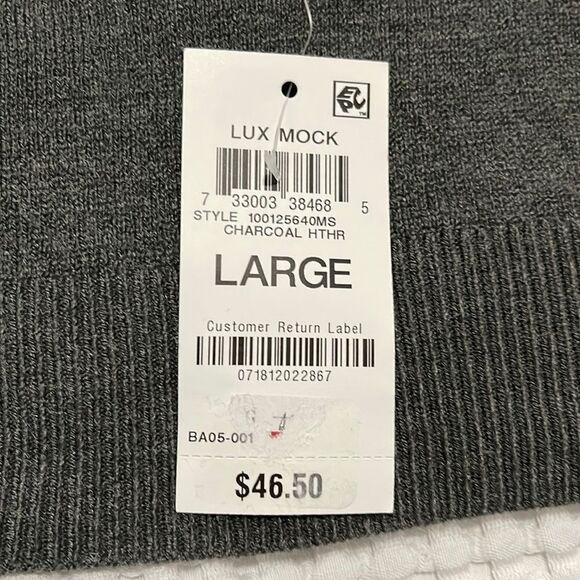 EPC™
LUX MOCK
7 33003 38468 5
STYLE 100125640MS
CHARCOAL HTHR
LARGE
Customer Return Label
071812022867
BA05-001
$46.50